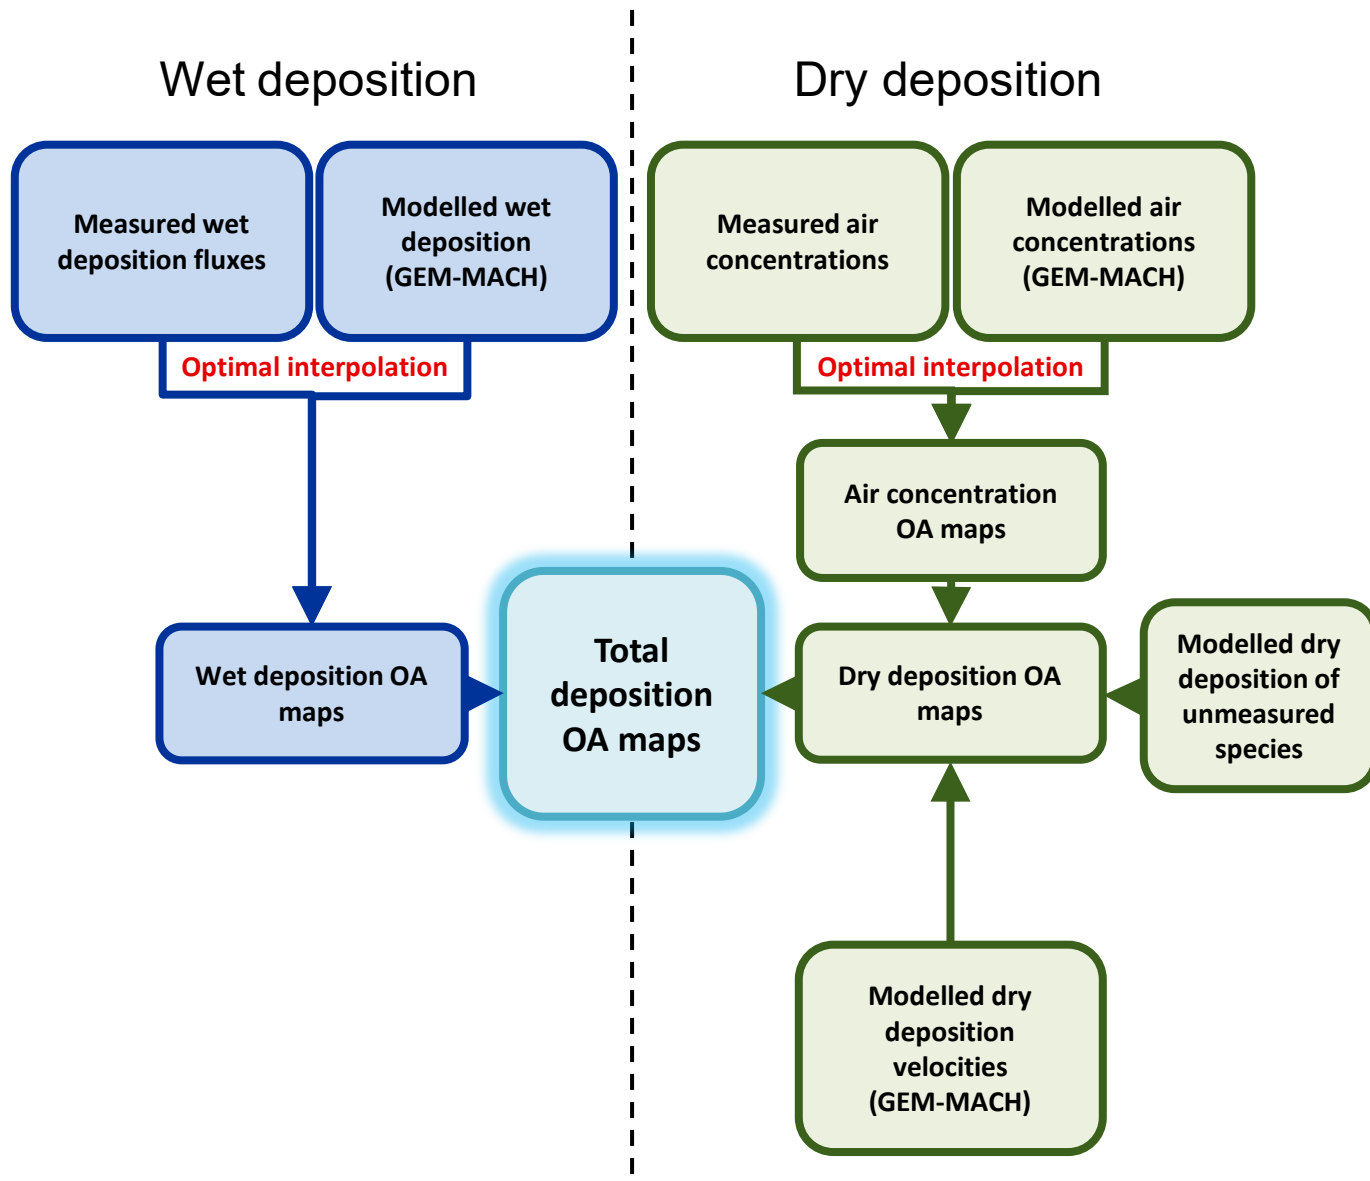 Wet deposition
Dry deposition
Measured wet
deposition fluxes
Modelled wet
deposition
(GEM-MACH)
Measured air
concentrations
Modelled air
concentrations
(GEM-MACH)
Optimal interpolation
Optimal interpolation
Air concentration
OA maps
Wet deposition OA
maps
Total
deposition
OA maps
Dry deposition OA
maps
Modelled dry
deposition of
unmeasured
species
Modelled dry
deposition
velocities
(GEM-MACH)